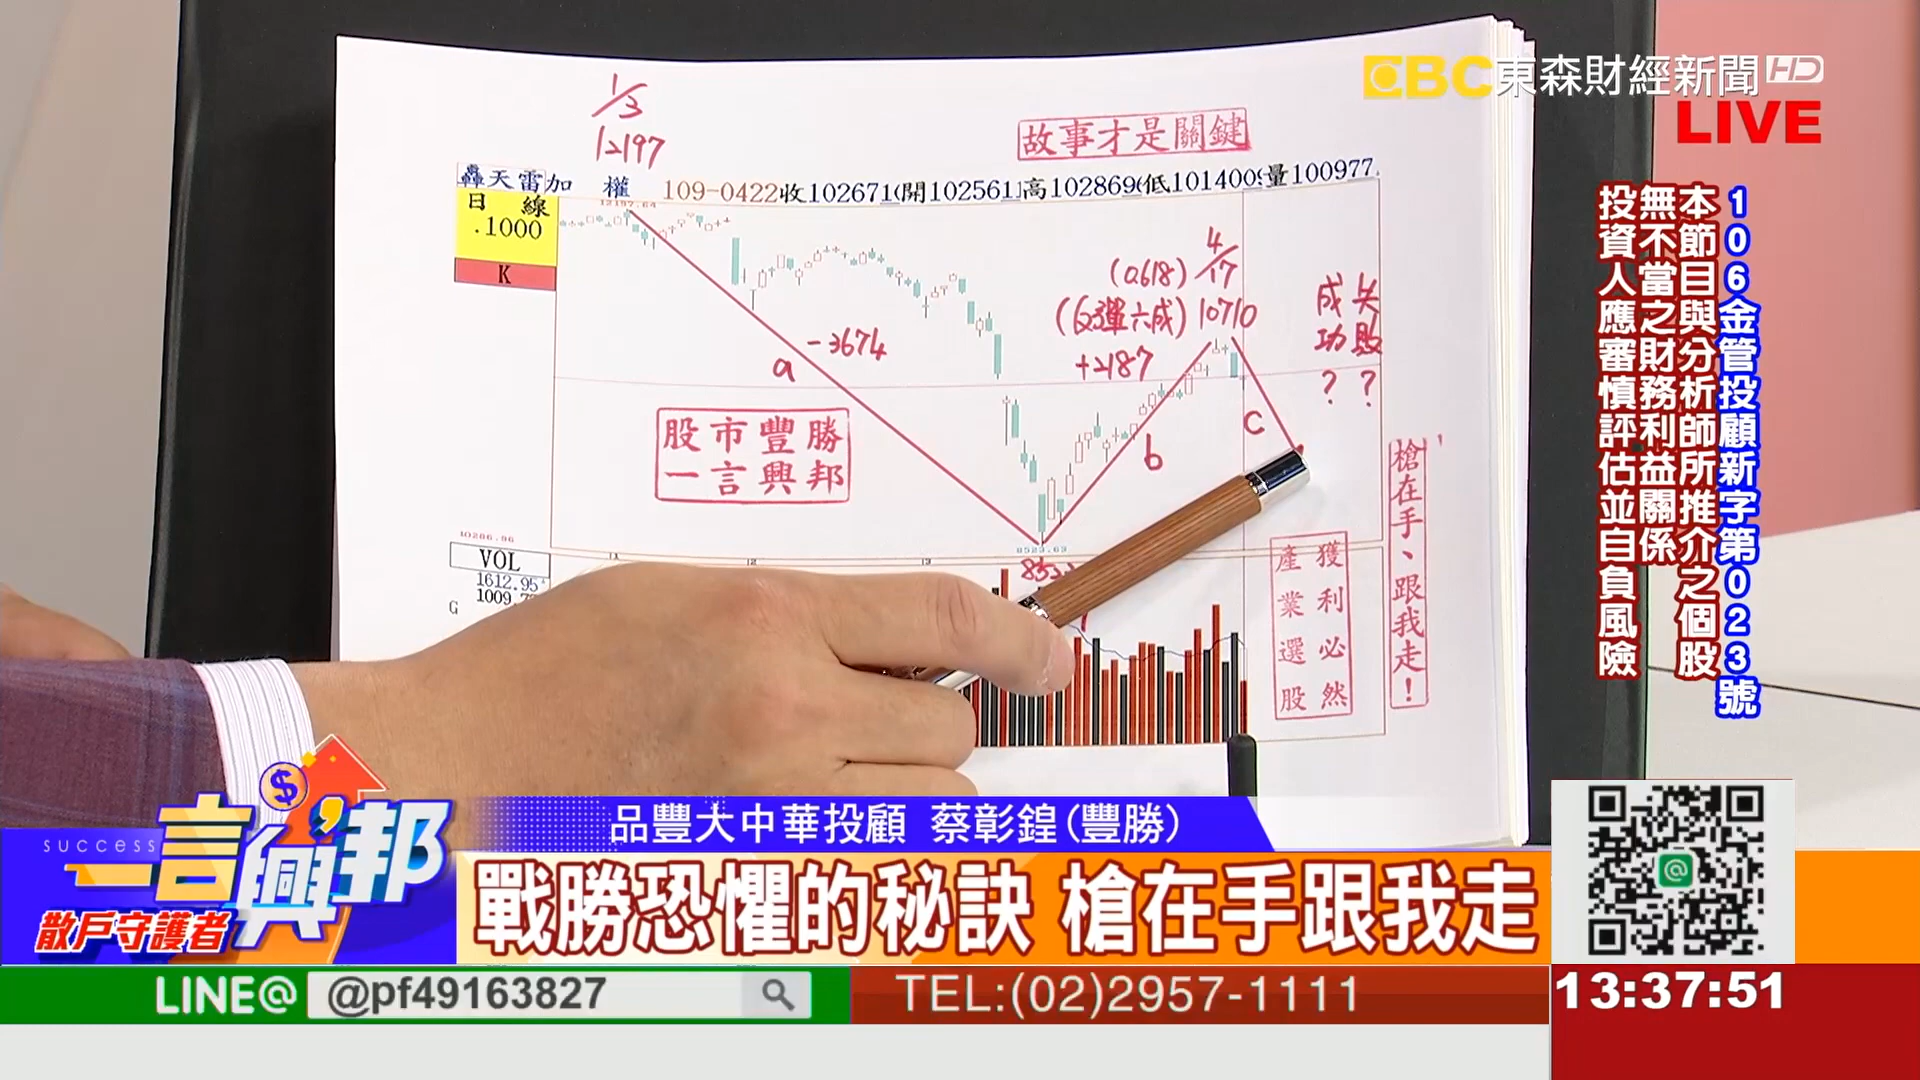 EBC東森財經新聞HD
LIVE
1/3
12197
故事才是關鍵
轟天雷加 權 109-0422收102671(開102561]高102869(低101400(量100977
日 線
.1000
K
12197.64
4/17
(0.618)
(反彈六成) 10710
+2187
-3674
a
b
c
成功? 失敗?
股市豐勝
一言興邦
槍在手、跟我走!
10286.96
8523.63
VOL
1612.95
G
獲利必然
產業選股
106金管投顧新字第023號
本節目與分析師所推介之個股
無不當之財務利益關係
投資人應審慎評估並自負風險
success
一言興邦
散戶守護者
品豐大中華投顧 蔡彰鍠(豐勝)
戰勝恐懼的秘訣 槍在手跟我走
LINE@ @pf49163827
TEL:(02)2957-1111
13:37:51